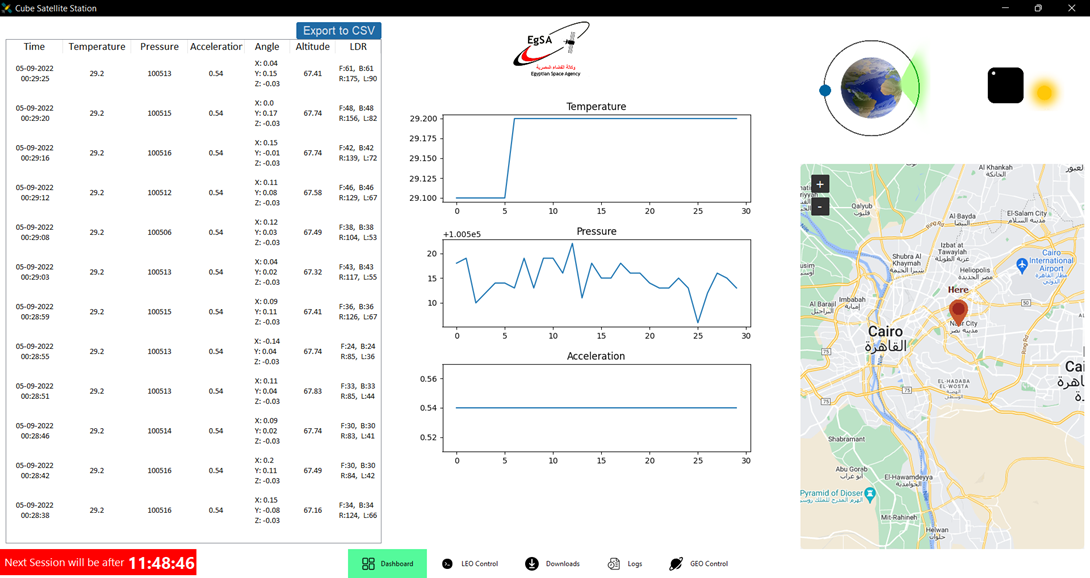 Cube Satellite Station
Export to CSV
Time Temperature Pressure Acceleration Angle Altitude LDR
05-09-2022 00:29:25 29.2 100513 0.54 X: 0.04 Y: 0.15 Z: -0.03 67.41 F:61, B:61 R:175, L:90
05-09-2022 00:29:20 29.2 100515 0.54 X: 0.0 Y: 0.17 Z: -0.03 67.74 F:48, B:48 R:156, L:82
05-09-2022 00:29:16 29.2 100516 0.54 X: 0.15 Y: -0.01 Z: -0.03 67.74 F:42, B:42 R:139, L:72
05-09-2022 00:29:12 29.2 100512 0.54 X: 0.11 Y: 0.08 Z: -0.03 67.58 F:46, B:46 R:129, L:67
05-09-2022 00:29:08 29.2 100506 0.54 X: 0.12 Y: 0.03 Z: -0.03 67.49 F:38, B:38 R:104, L:53
05-09-2022 00:29:03 29.2 100513 0.54 X: 0.04 Y: 0.02 Z: -0.03 67.32 F:43, B:43 R:117, L:55
05-09-2022 00:28:59 29.2 100515 0.54 X: 0.09 Y: 0.11 Z: -0.03 67.41 F:36, B:36 R:126, L:67
05-09-2022 00:28:55 29.2 100513 0.54 X: -0.14 Y: 0.04 Z: -0.03 67.74 F:24, B:24 R:85, L:36
05-09-2022 00:28:51 29.2 100513 0.54 X: 0.11 Y: 0.04 Z: -0.03 67.83 F:33, B:33 R:85, L:44
05-09-2022 00:28:46 29.2 100514 0.54 X: 0.09 Y: 0.02 Z: -0.03 67.74 F:30, B:30 R:83, L:41
05-09-2022 00:28:42 29.2 100516 0.54 X: 0.2 Y: 0.11 Z: -0.03 67.49 F:30, B:30 R:84, L:42
05-09-2022 00:28:38 29.2 100516 0.54 X: 0.15 Y: -0.08 Z: -0.03 67.16 F:34, B:34 R:124, L:66
EgSA
وكالة الفضاء المصرية
Egyptian Space Agency
Temperature
29.200
29.175
29.150
29.125
29.100
0 5 10 15 20 25 30
Pressure
+1.005e5
20
15
10
0 5 10 15 20 25 30
Acceleration
0.56
0.54
0.52
0 5 10 15 20 25 30
+
-
Al Khankah
الخانكة
العبور
Qalyub
قليوب
Al Bayda
El-Salam City
مدينة السلام
Ring Rd
Izbat at Tawaylah
عزبة الطويلة
Shubra Al Khaymah
شبرا الخيمة
Cairo International Airport
مطار القاهرة الدولي
Heliopolis
مصر الجديدة
Here
Al Barajil
البراجيل
Imbabah
إمبابة
50
Nasr City
مدينة نصر
Cairo
القاهرة
75
Nile
Ring Rd
EL-HADABA EL-WOSTA
75
75
Shabramant
Abu Gorab
أبو غراب
El-Hawamdeyya
الحوامدية
Pyramid of Djoser
Mit-Rahineh
Helwan
حلوان
Next Session will be after 11:48:46
Dashboard LEO Control Downloads Logs GEO Control